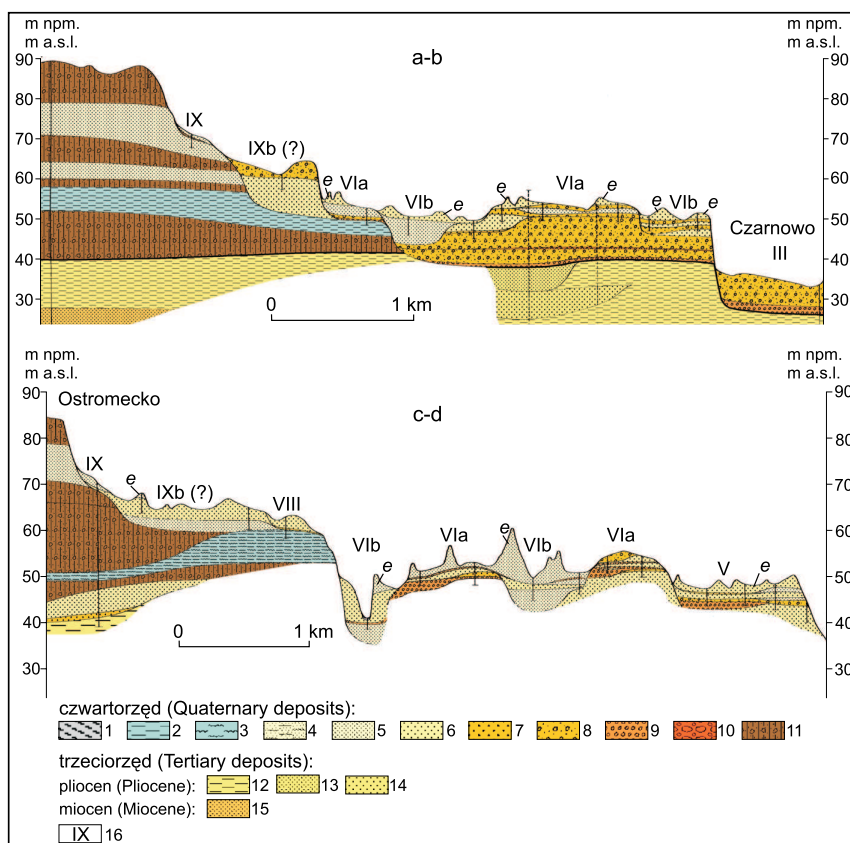 m npm.
m a.s.l.
m npm.
m a.s.l.
a-b
90
80
70
60
50
40
30
90
80
70
60
50
40
30
IX
IXb (?)
e
VIa
VIb
e
e
VIa
e
VIb
e
Czarnowo
III
0
1 km
m npm.
m a.s.l.
m npm.
m a.s.l.
90
80
70
60
50
40
30
90
80
70
60
50
40
30
Ostromecko
c-d
IX
e
IXb (?)
VIII
VIb
e
VIa
e
VIb
VIa
V
e
0
1 km
czwartorzęd (Quaternary deposits):
1 2 3 4 5 6 7 8 9 10 11
trzeciorzęd (Tertiary deposits):
pliocen (Pliocene): 12 13 14
miocen (Miocene): 15
IX 16